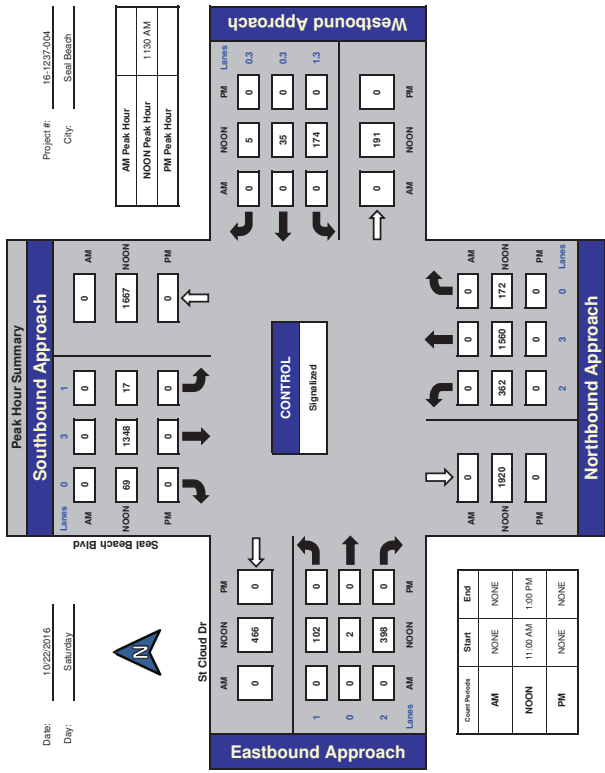 Peak Hour Summary
Southbound Approach
Project #: 16-1237-004
City: Seal Beach
AM Peak Hour
NOON Peak Hour 1130 AM
PM Peak Hour
Date: 10/22/2016
Day: Saturday
N
Seal Beach Blvd
St Cloud Dr
Lanes 0 3 1
AM 0 0 0 0 AM
NOON 69 1348 17 1667 NOON
PM 0 0 0 0 PM
Westbound Approach
AM NOON PM Lanes
0 5 0 0.3
0 35 0 0.3
0 174 0 1.3
0 191 0
AM NOON PM
CONTROL
Signalized
AM NOON PM
0 466 0
1 0 102 0
0 0 2 0
2 0 398 0
Lanes AM NOON PM
Eastbound Approach
AM 0 0 0 0 AM
NOON 1920 362 1560 172 NOON
PM 0 0 0 0 PM
2 3 0 Lanes
Northbound Approach
Count Periods Start End
AM NONE NONE
NOON 11:00 AM 1:00 PM
PM NONE NONE